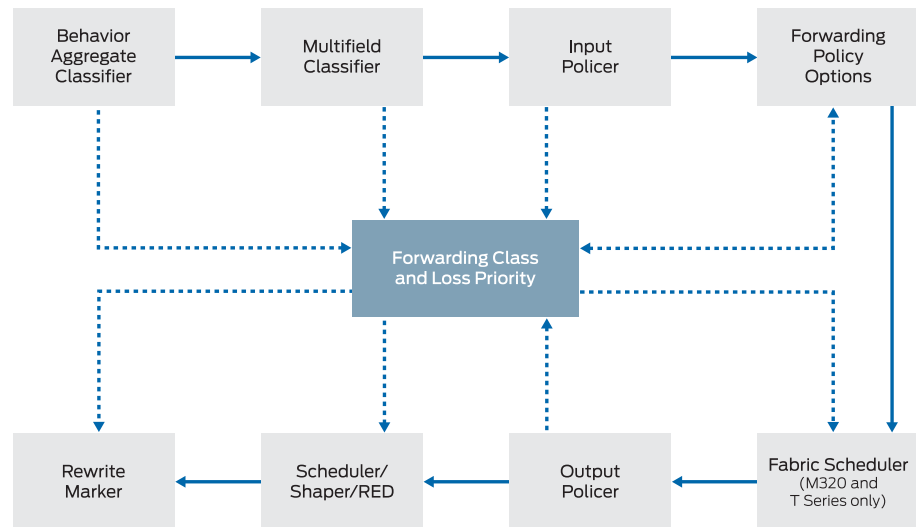 Behavior
Aggregate
Classifier
Multifield
Classifier
Input
Policer
Forwarding
Policy
Options
Forwarding Class
and Loss Priority
Rewrite
Marker
Scheduler/
Shaper/RED
Output
Policer
Fabric Scheduler
(M320 and
T Series only)